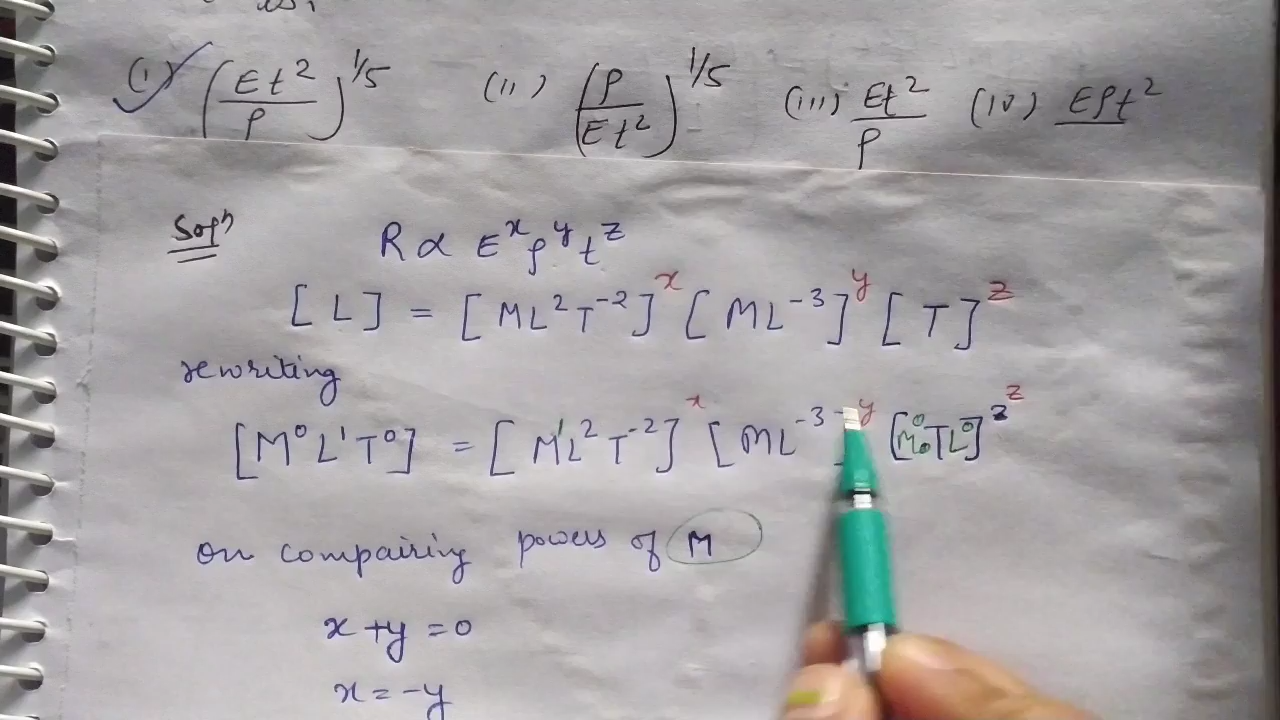 (i) (Et²/ρ)^1/5 (ii) (ρ/Et²)^1/5 (iii) Et²/ρ (iv) Eρt²
Solⁿ
R ∝ E^x ρ^y t^z
[L] = [ML²T⁻²]^x [ML⁻³]^y [T]^z
rewriting
[M⁰L¹T⁰] = [M¹L²T⁻²]^x [ML⁻³]^y [M⁰TL⁰]^z z
on compairing powers of M
x+y=0
x=-y